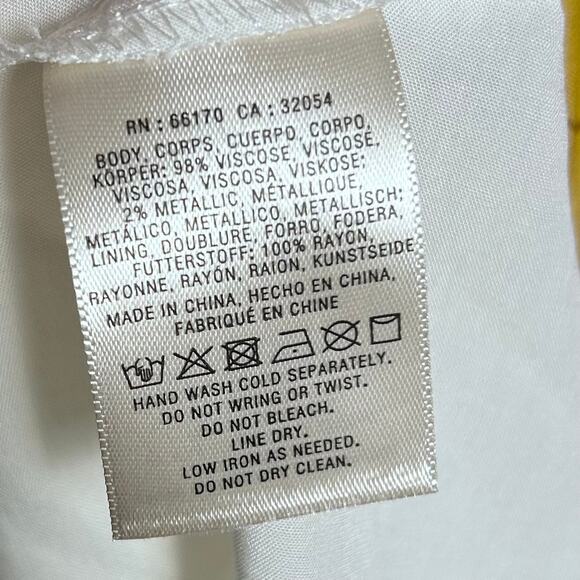 RN : 66170 CA : 32054
BODY, CORPS, CUERPO, CORPO,
KÖRPER: 98% VISCOSE, VISCOSÉ,
VISCOSA, VISCOSA, VISKOSE:
2% METALLIC, MÉTALLIQUE,
METÁLICO, METALLICO, METALLISCH:
LINING, DOUBLURE, FORRO, FODERA,
FUTTERSTOFF: 100% RAYON,
RAYONNE, RAYÓN, RAION, KUNSTSEIDE
MADE IN CHINA, HECHO EN CHINA,
FABRIQUÉ EN CHINE
HAND WASH COLD SEPARATELY.
DO NOT WRING OR TWIST.
DO NOT BLEACH.
LINE DRY.
LOW IRON AS NEEDED.
DO NOT DRY CLEAN.